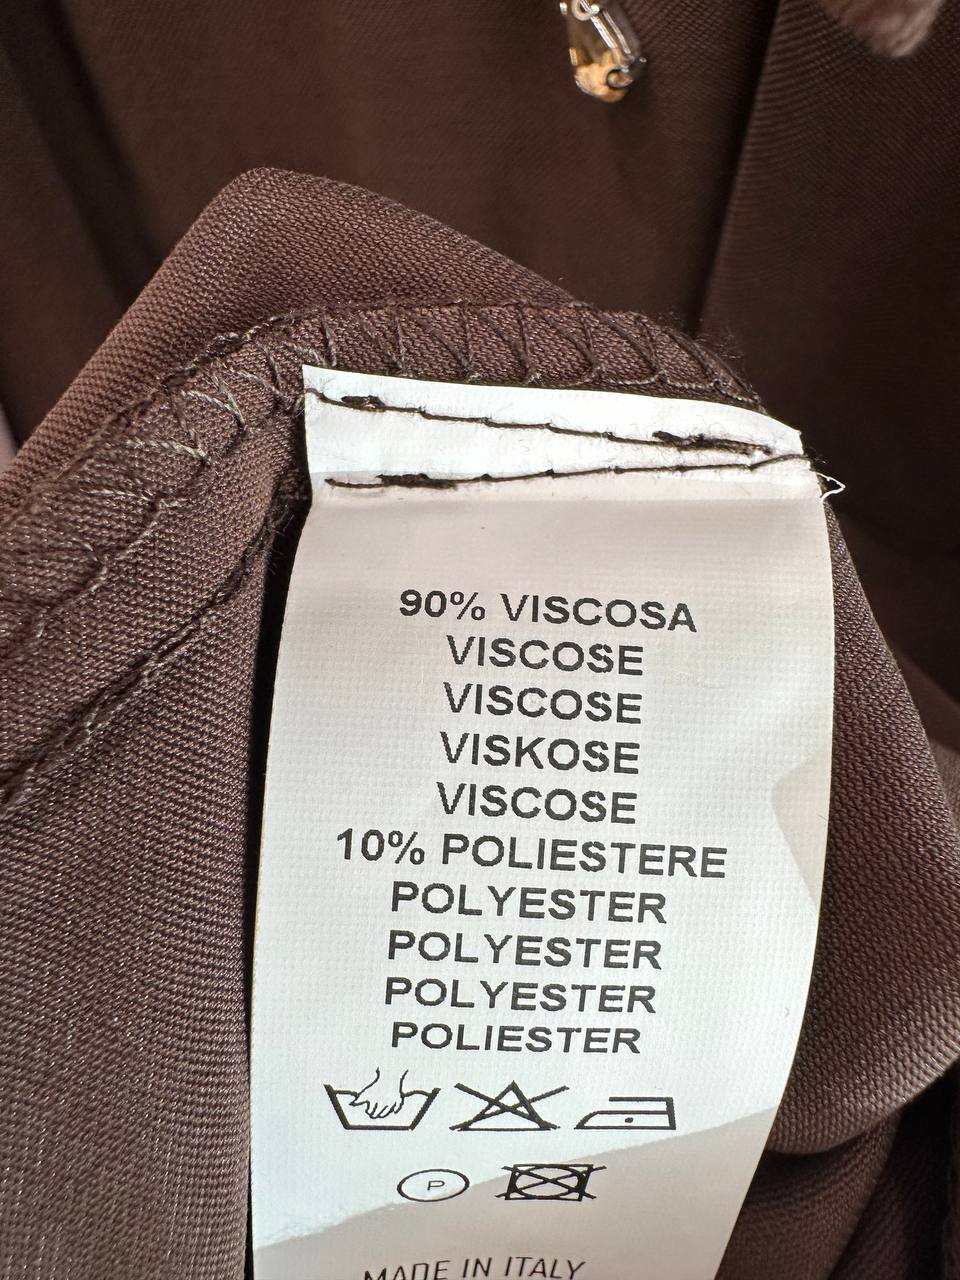 90% VISCOSA
VISCOSE
VISCOSE
VISKOSE
VISCOSE
10% POLIESTERE
POLYESTER
POLYESTER
POLYESTER
POLIESTER
P
MADE IN ITALY